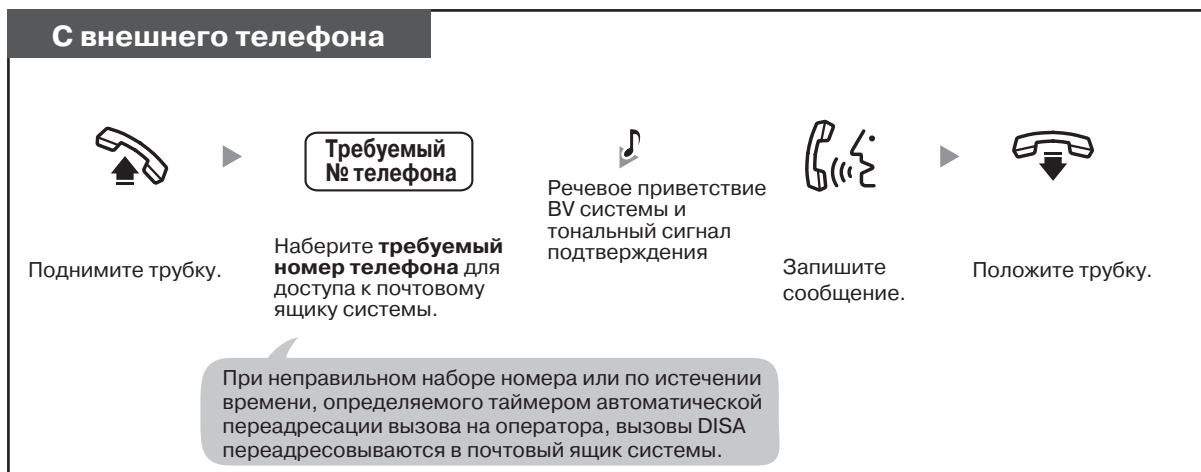 С внешнего телефона
Требуемый
№ телефона
Поднимите трубку.
Наберите требуемый
номер телефона для
доступа к почтовому
ящику системы.
Речевое приветствие
BV системы и
тональный сигнал
подтверждения
Запишите
сообщение.
Положите трубку.
При неправильном наборе номера или по истечении
времени, определяемого таймером автоматической
переадресации вызова на оператора, вызовы DISA
переадресовываются в почтовый ящик системы.